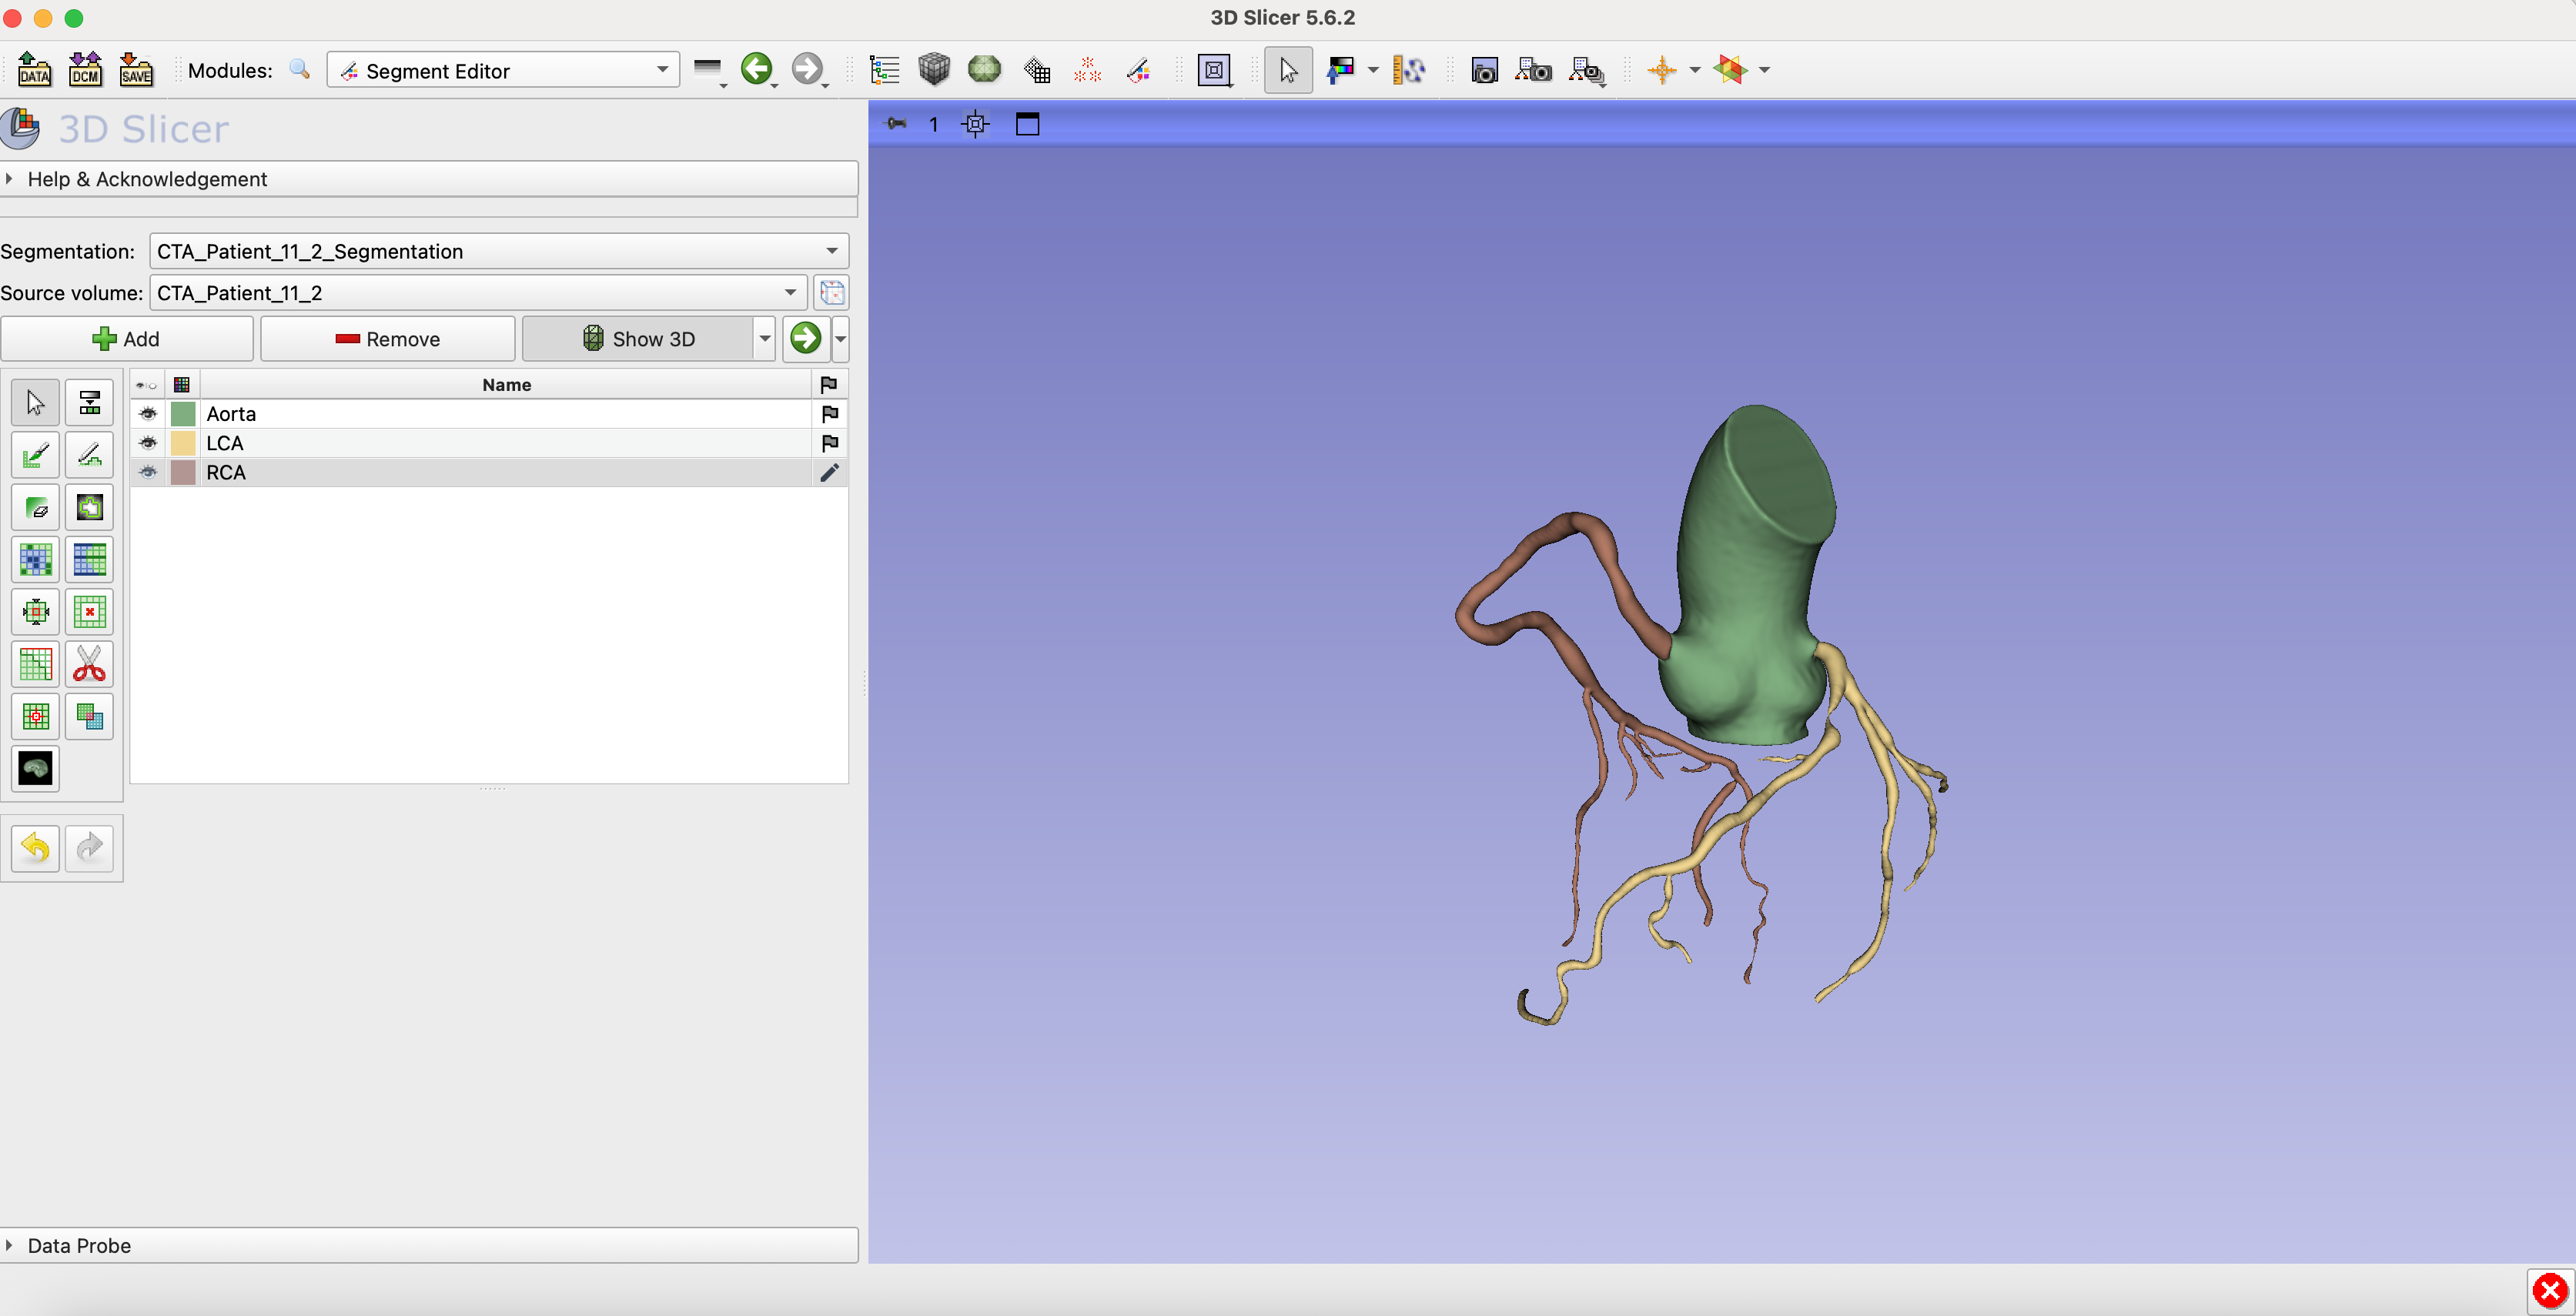 3D Slicer 5.6.2
DATA DCM SAVE Modules: Segment Editor
3D Slicer
1
Help & Acknowledgement
Segmentation: CTA_Patient_11_2_Segmentation
Source volume: CTA_Patient_11_2
Add Remove Show 3D
Name
Aorta
LCA
RCA
Data Probe